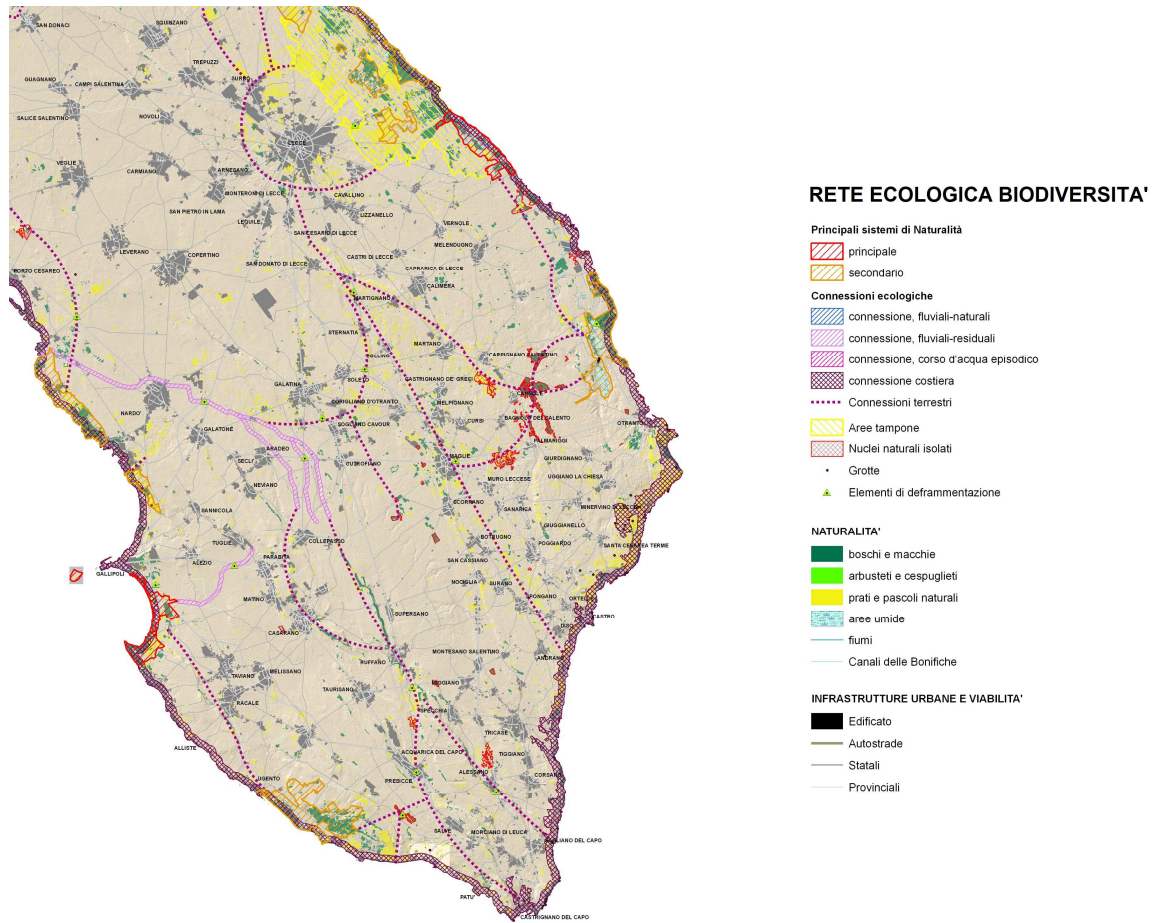 SAN DONACI
SQUINZANO
TREPUZZI
SURBO
GUAGNANO
CAMPI SALENTINA
SALICE SALENTINO
NOVOLI
LECCE
VEGLIE
CARMIANO
ARNESANO
MONTERONI DI LECCE
CAVALLINO
SAN PIETRO IN LAMA
LEQUILE
LIZZANELLO
SAN CESARIO DI LECCE
VERNOLE
LEVERANO
COPERTINO
MELENDUGNO
SAN DONATO DI LECCE
CASTRI DI LECCE
CAPRARICA DI LECCE
CALIMERA
PORTO CESAREO
MARTIGNANO
STERNATIA
MARTANO
CARPIGNANO SALENTINO
GALATINA
SOLETO
CASTRIGNANO DE' GRECI
CANNOLE
NARDO'
CORIGLIANO D'OTRANTO
MELPIGNANO
BAGNOLO DEL SALENTO
GALATONE
SOGLIANO CAVOUR
CURSI
OTRANTO
PALMARIGGI
SECLI'
ARADEO
CUTROFIANO
MAGLIE
GIURDIGNANO
NEVIANO
MURO LECCESE
UGGIANO LA CHIESA
SANNICOLA
SCORRANO
SANARICA
MINERVINO DI LECCE
TUGLIE
COLLEPASSO
GIUGGIANELLO
BOTRUGNO
POGGIARDO
SANTA CESAREA TERME
ALEZIO
PARABITA
SAN CASSIANO
GALLIPOLI
NOCIGLIA
SURANO
MATINO
SPONGANO
ORTELLE
CASTRO
SUPERSANO
DISO
CASARANO
MONTESANO SALENTINO
ANDRANO
RUFFANO
TAVIANO
MELISSANO
TAURISANO
MIGGIANO
RACALE
SPECCHIA
TRICASE
ALLISTE
ACQUARICA DEL CAPO
TIGGIANO
UGENTO
PRESICCE
ALESSANO
CORSANO
SALVE
MORCIANO DI LEUCA
GAGLIANO DEL CAPO
PATU'
CASTRIGNANO DEL CAPO
RETE ECOLOGICA BIODIVERSITA'
Principali sistemi di Naturalità
principale
secondario
Connessioni ecologiche
connessione, fluviali-naturali
connessione, fluviali-residuali
connessione, corso d'acqua episodico
connessione costiera
Connessioni terrestri
Aree tampone
Nuclei naturali isolati
Grotte
Elementi di deframmentazione
NATURALITA'
boschi e macchie
arbusteti e cespuglieti
prati e pascoli naturali
aree umide
fiumi
Canali delle Bonifiche
INFRASTRUTTURE URBANE E VIABILITA'
Edificato
Autostrade
Statali
Provinciali